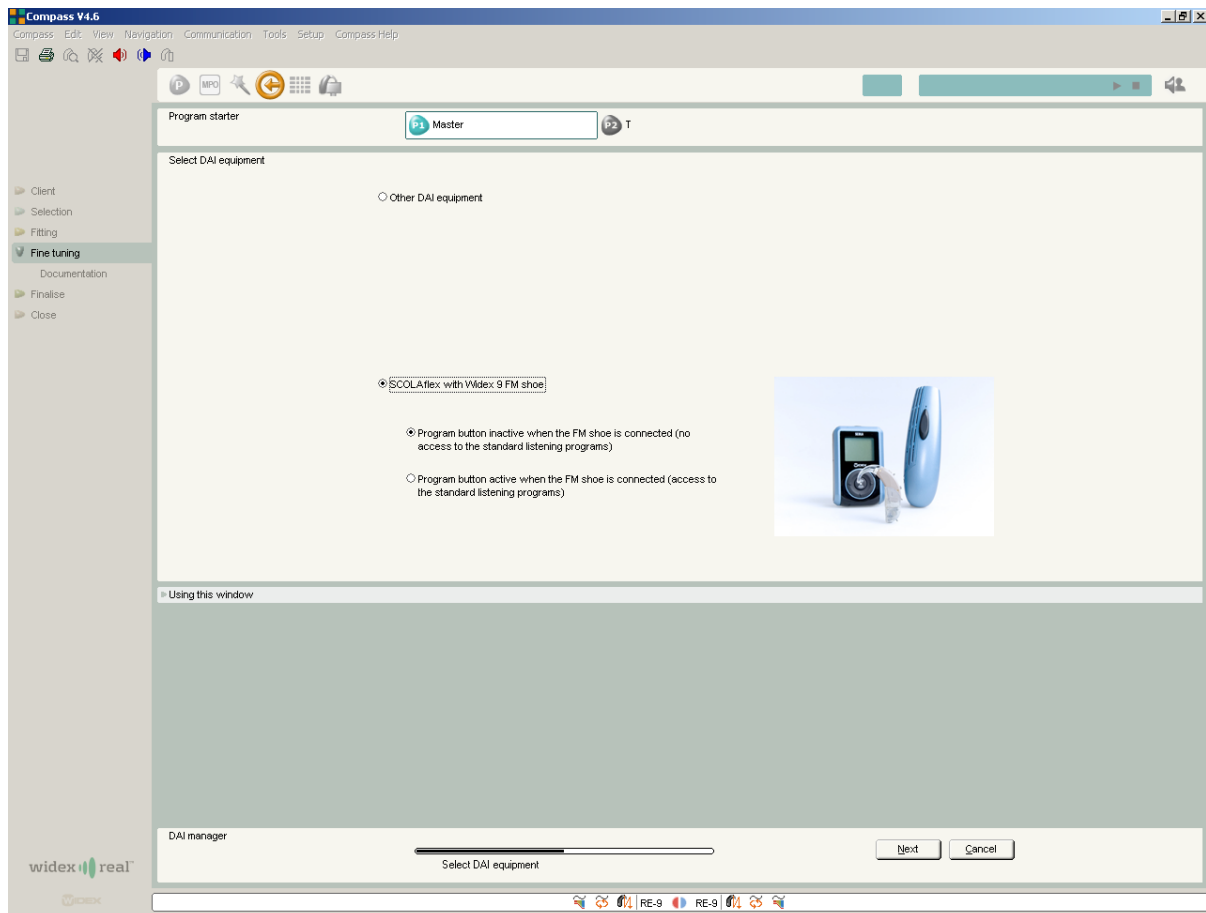 Compass V4.6
Compass Edit View Navigation Communication Tools Setup Compass Help
P MPO
Program starter
P1 Master P2 T
Select DAI equipment
Client
Other DAI equipment
Selection
Fitting
Fine tuning
Documentation
Finalise
Close
SCOLAflex with Widex 9 FM shoe
Program button inactive when the FM shoe is connected (no
access to the standard listening programs)
Program button active when the FM shoe is connected (access to
the standard listening programs)
Using this window
DAI manager
Select DAI equipment
Next Cancel
widex real™
WIDEX
RE-9 RE-9